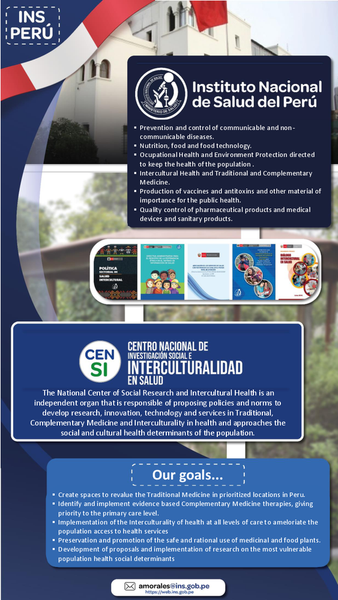 INS
PERÚ
Instituto Nacional
de Salud del Perú
• Prevention and control of communicable and non-
communicable diseases.
• Nutrition, food and food technology.
• Ocupational Health and Environment Protection directed
to keep the health of the population .
• Intercultural Health and Traditional and Complementary
Medicine.
• Production of vaccines and antitoxins and other material of
importance for the public health.
• Quality control of pharmaceutical products and medical
devices and sanitary products.
POLÍTICA
SALUD
INTERCULTURAL
CEN
SI
CENTRO NACIONAL DE
INVESTIGACIÓN SOCIAL E
INTERCULTURALIDAD
EN SALUD
The National Center of Social Research and Intercultural Health is an
independent organ that is responsible of proposing policies and norms to
develop research, innovation, technology and services in Traditional,
Complementary Medicine and Interculturality in health and approaches the
social and cultural health determinants of the population.
Our goals...
• Create spaces to revalue the Traditional Medicine in prioritized locations in Peru.
• Identify and implement evidence based Complementary Medicine therapies, giving
priority to the primary care level.
• Implementation of the Interculturality of health at all levels of care to ameloriate the
population access to health services
• Preservation and promotion of the safe and rational use of medicinal and food plants.
• Development of proposals and implementation of research on the most vulnerable
population health social determinants
amorales@ins.gob.pe
https://web.ins.gob.pe